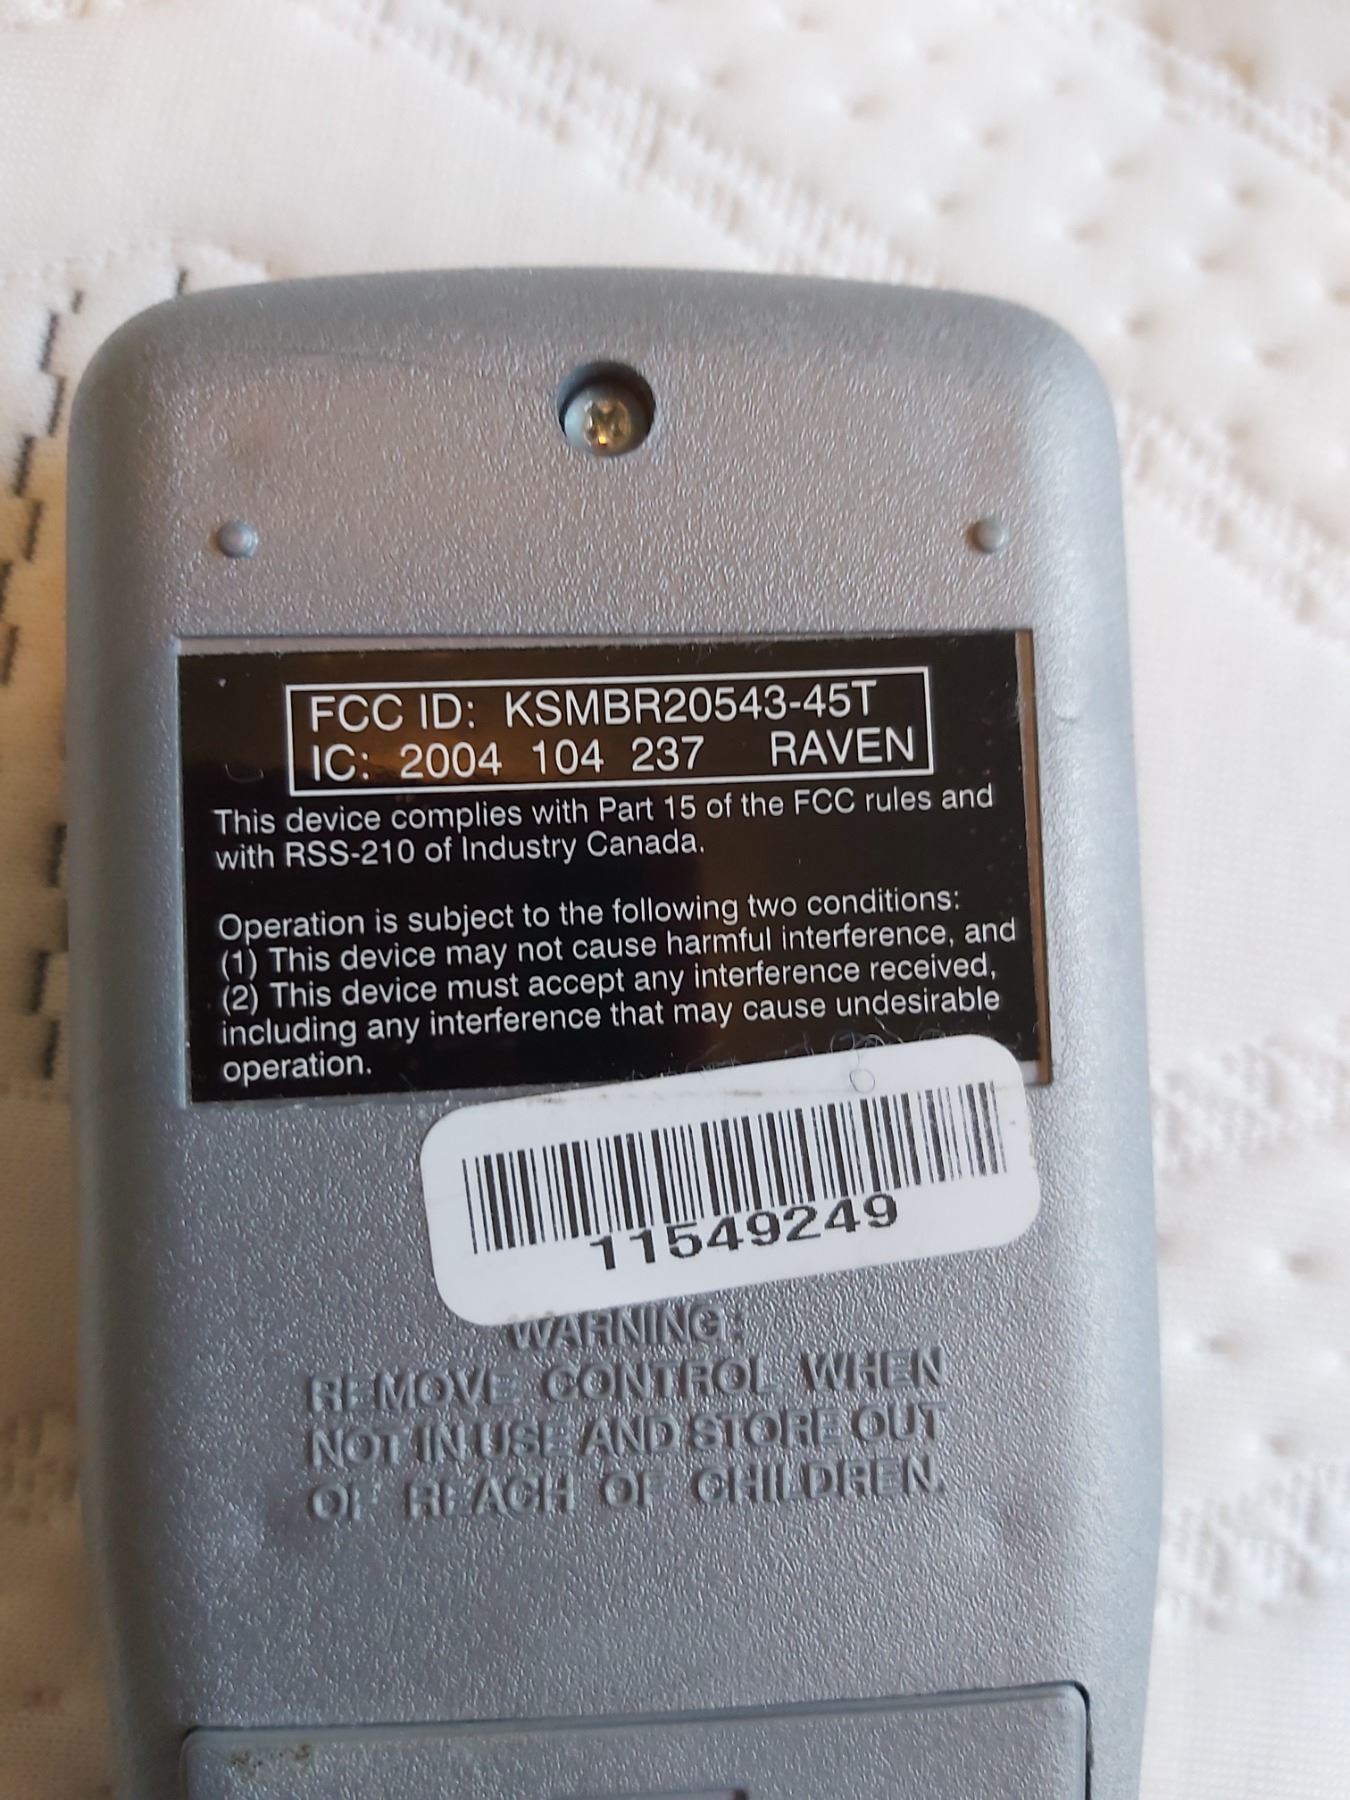 FCC ID: KSMBR20543-45T
IC: 2004 104 237 RAVEN
This device complies with Part 15 of the FCC rules and
with RSS-210 of Industry Canada.
Operation is subject to the following two conditions:
(1) This device may not cause harmful interference, and
(2) This device must accept any interference received,
including any interference that may cause undesirable
operation.
11549249
WARNING:
REMOVE CONTROL WHEN
NOT IN USE AND STORE OUT
OF REACH OF CHILDREN.